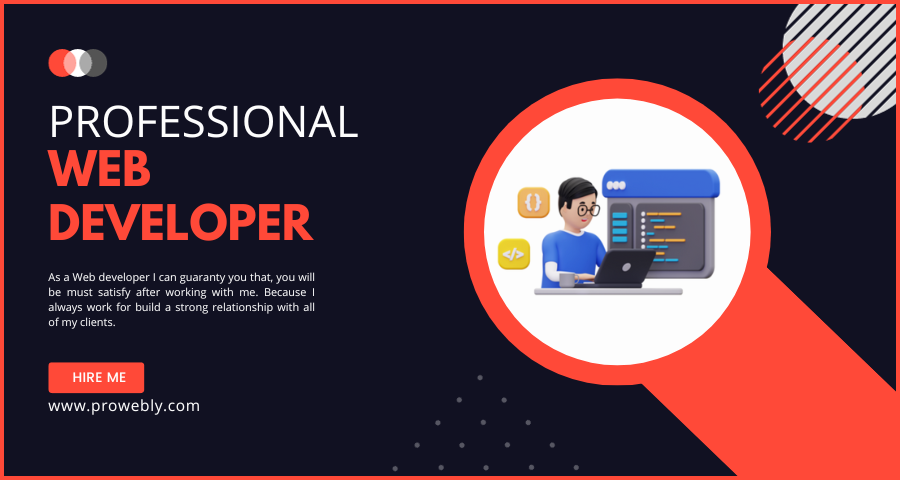 PROFESSIONAL
WEB
DEVELOPER
As a Web developer I can guaranty you that, you will
be must satisfy after working with me. Because I
always work for build a strong relationship with all
of my clients.
HIRE ME
www.prowebly.com
{}
</>